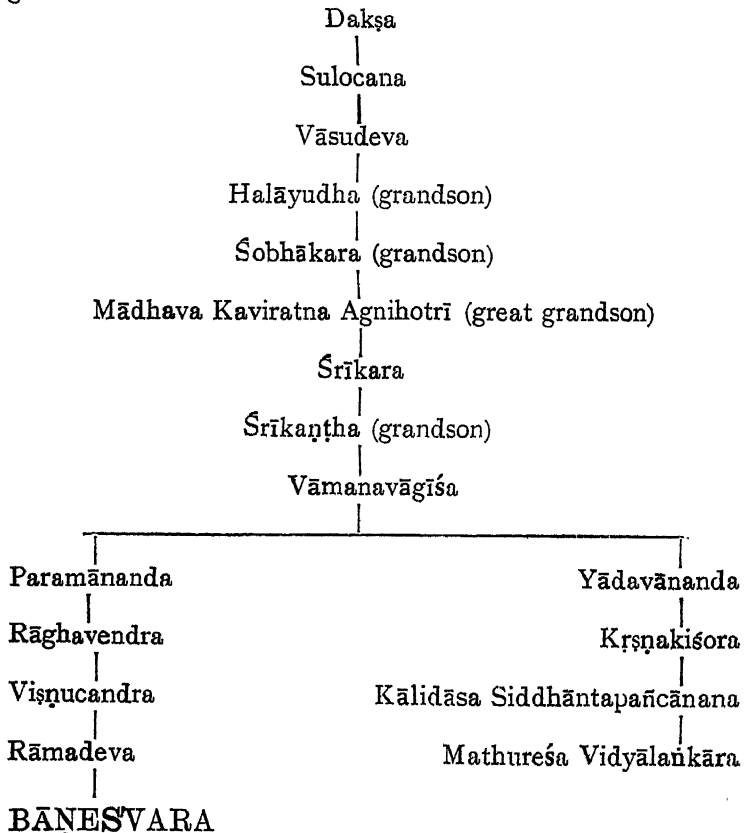 Dakṣa
Sulocana
Vāsudeva
Halāyudha (grandson)
Śobhākara (grandson)
Mādhava Kaviratna Agnihotrī (great grandson)
Śrīkara
Śrīkaṇṭha (grandson)
Vāmanavāgīśa
Paramānanda Yādavānanda
Rāghavendra Kṛṣṇakiśora
Viṣṇucandra Kālidāsa Siddhāntapañcānana
Rāmadeva Mathureśa Vidyālaṅkāra
BĀṆEŚVARA